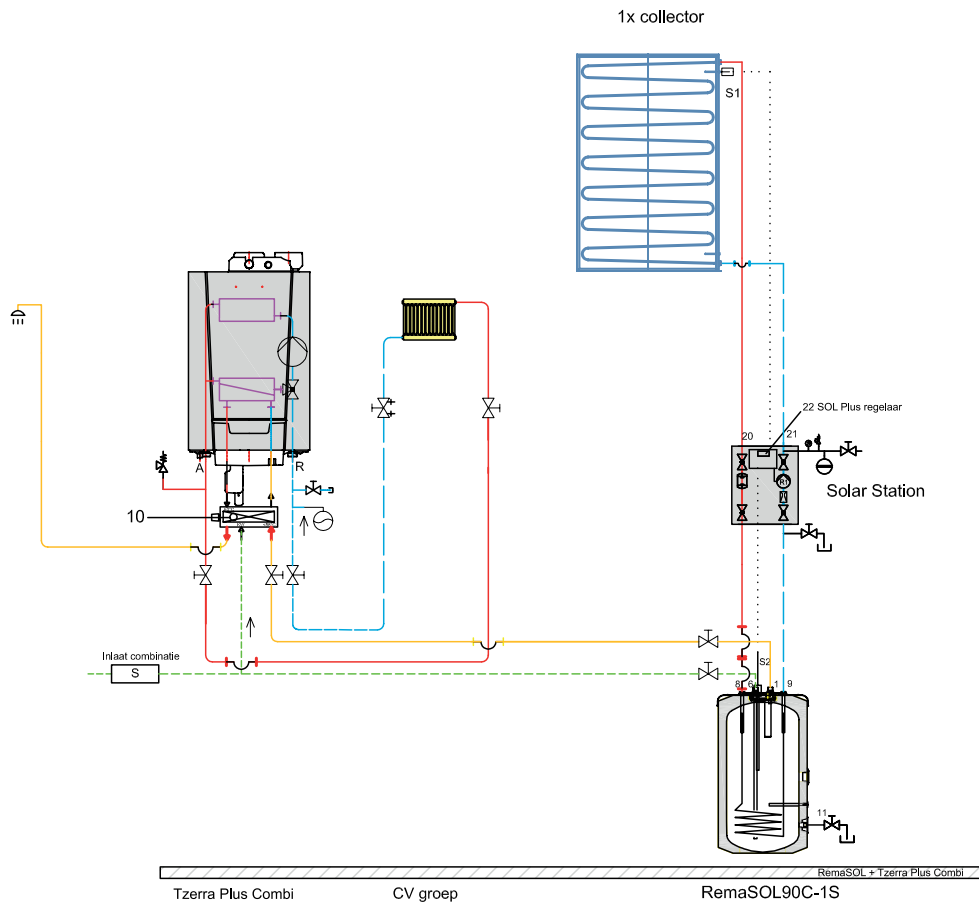 1x collector
S1
22 SOL Plus regelaar
20
21
R1
Solar Station
A
R
10
Inlaat combinatie
S
S2
8
6
1
9
11
RemaSOL + Tzerra Plus Combi
Tzerra Plus Combi
CV groep
RemaSOL90C-1S